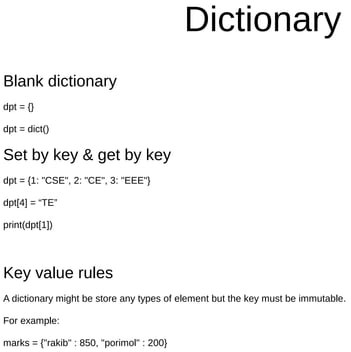 Dictionary
Blank dictionary
dpt = {}
dpt = dict()
Set by key & get by key
dpt = {1: "CSE", 2: "CE", 3: "EEE"}
dpt[4] = “TE”
print(dpt[1])
Key value rules
A dictionary might be store any types of element but the key must be immutable.
For example:
marks = {"rakib" : 850, "porimol" : 200}